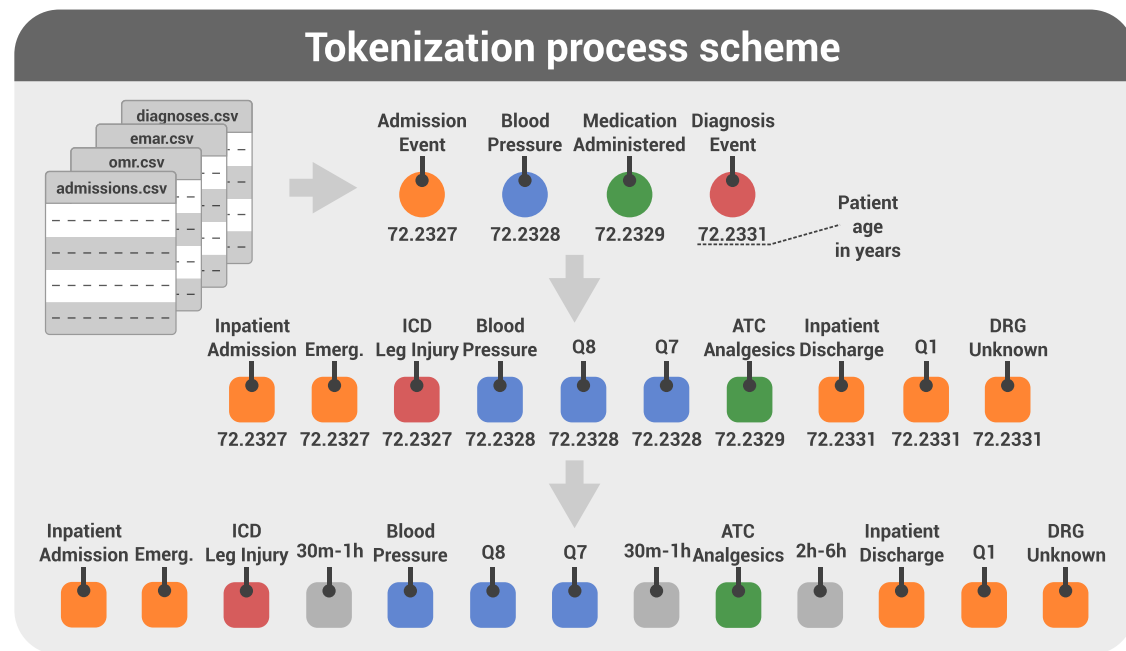 Tokenization process scheme
diagnoses.csv
emar.csv
omr.csv
admissions.csv
Admission
Event
Blood
Pressure
Medication
Administered
Diagnosis
Event
72.2327
72.2328
72.2329
72.2331
Patient
age
in years
Inpatient
Admission
Emerg.
ICD
Leg Injury
Blood
Pressure
Q8
Q7
ATC
Analgesics
Inpatient
Discharge
Q1
DRG
Unknown
72.2327
72.2327
72.2327
72.2328
72.2328
72.2328
72.2329
72.2331
72.2331
72.2331
Inpatient
Admission
Emerg.
ICD
Leg Injury
30m-1h
Blood
Pressure
Q8
Q7
30m-1h
ATC
Analgesics
2h-6h
Inpatient
Discharge
Q1
DRG
Unknown